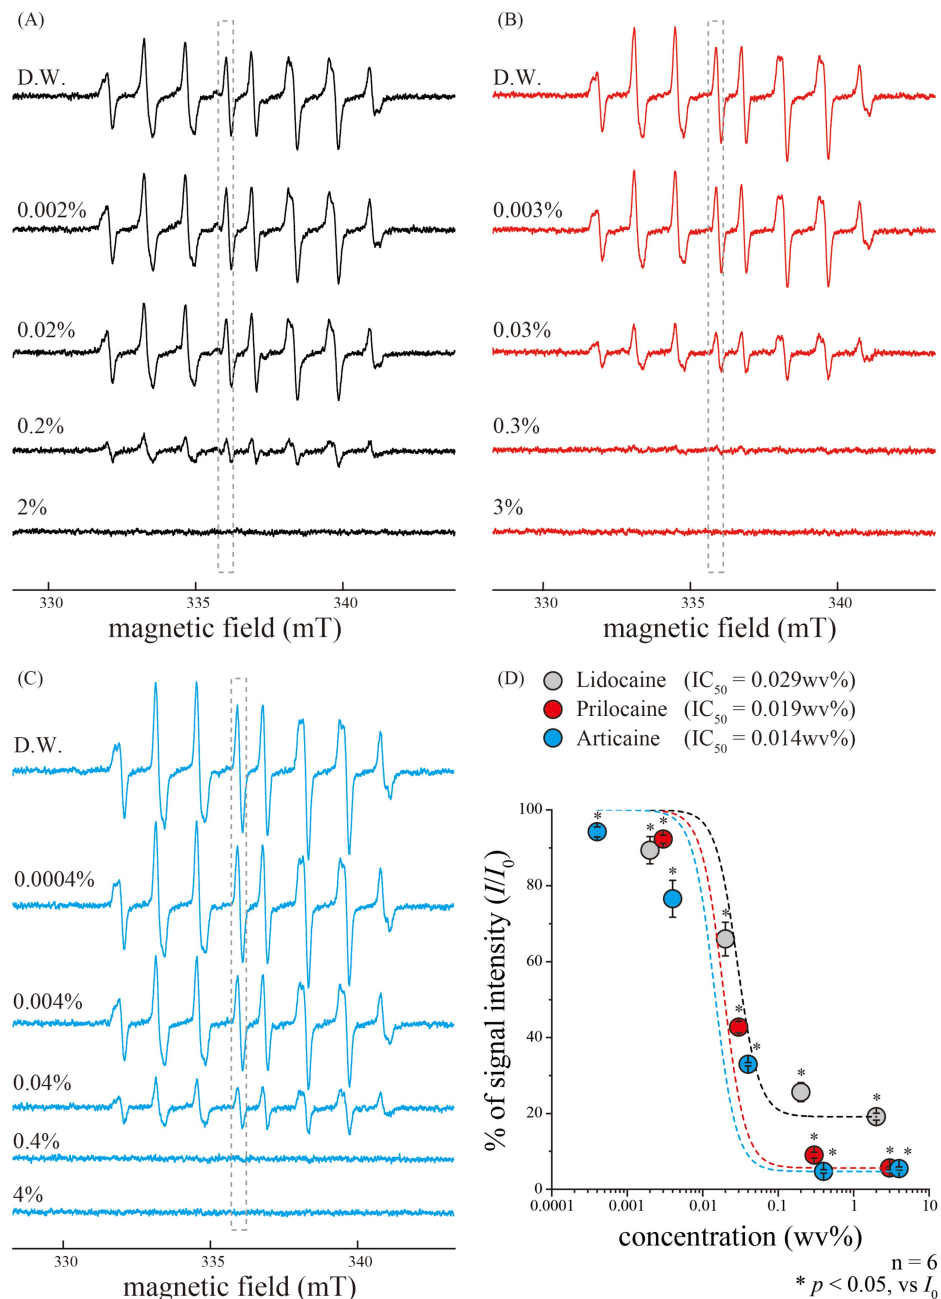 (A)
D.W.
0.002%
0.02%
0.2%
2%
330 335 340
magnetic field (mT)
(B)
D.W.
0.003%
0.03%
0.3%
3%
330 335 340
magnetic field (mT)
(C)
D.W.
0.0004%
0.004%
0.04%
0.4%
4%
330 335 340
magnetic field (mT)
(D)
Lidocaine (IC50 = 0.029wv%)
Prilocaine (IC50 = 0.019wv%)
Articaine (IC50 = 0.014wv%)
% of signal intensity (I/I0)
100
80
60
40
20
0
* * * * * * * * * * * * *
0.0001 0.001 0.01 0.1 1 10
concentration (wv%)
n = 6
* p < 0.05, vs I0